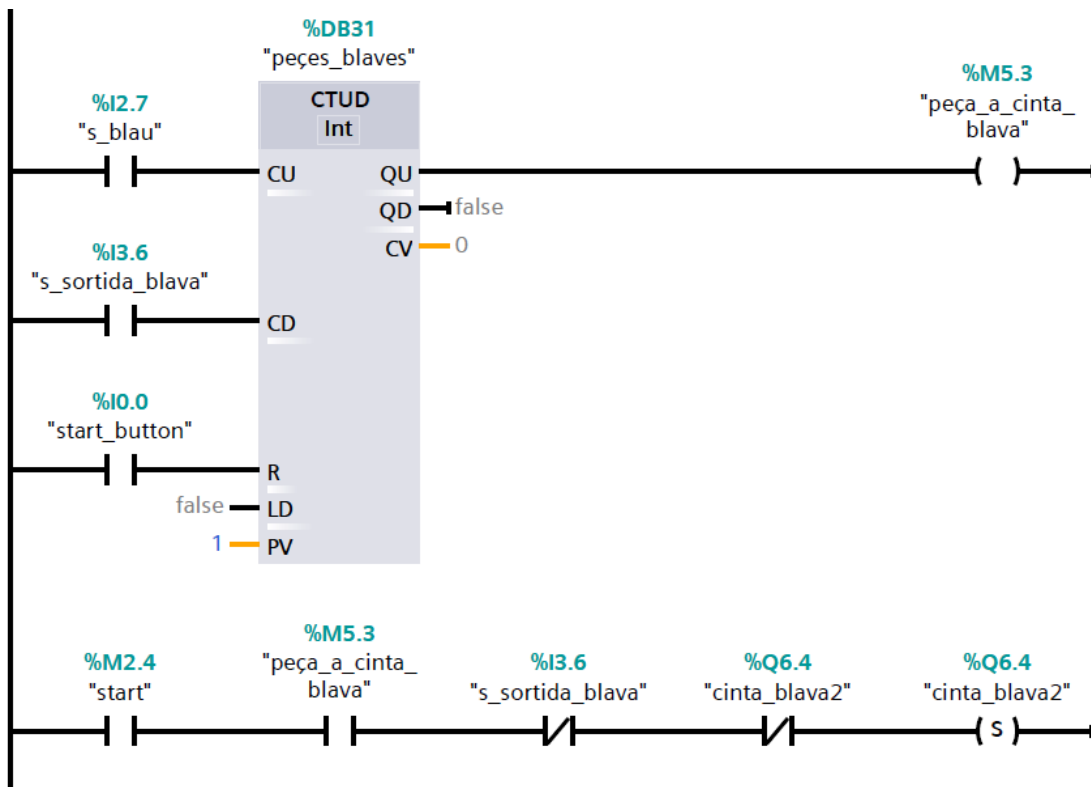 %DB31
"peçes_blaves"
CTUD
Int
%I2.7
"s_blau"
CU
QU
%M5.3
"peça_a_cinta_
blava"
QD
false
CV
0
%I3.6
"s_sortida_blava"
CD
%I0.0
"start_button"
R
false
LD
1
PV
%M2.4
"start"
%M5.3
"peça_a_cinta_
blava"
%I3.6
"s_sortida_blava"
%Q6.4
"cinta_blava2"
%Q6.4
"cinta_blava2"
S